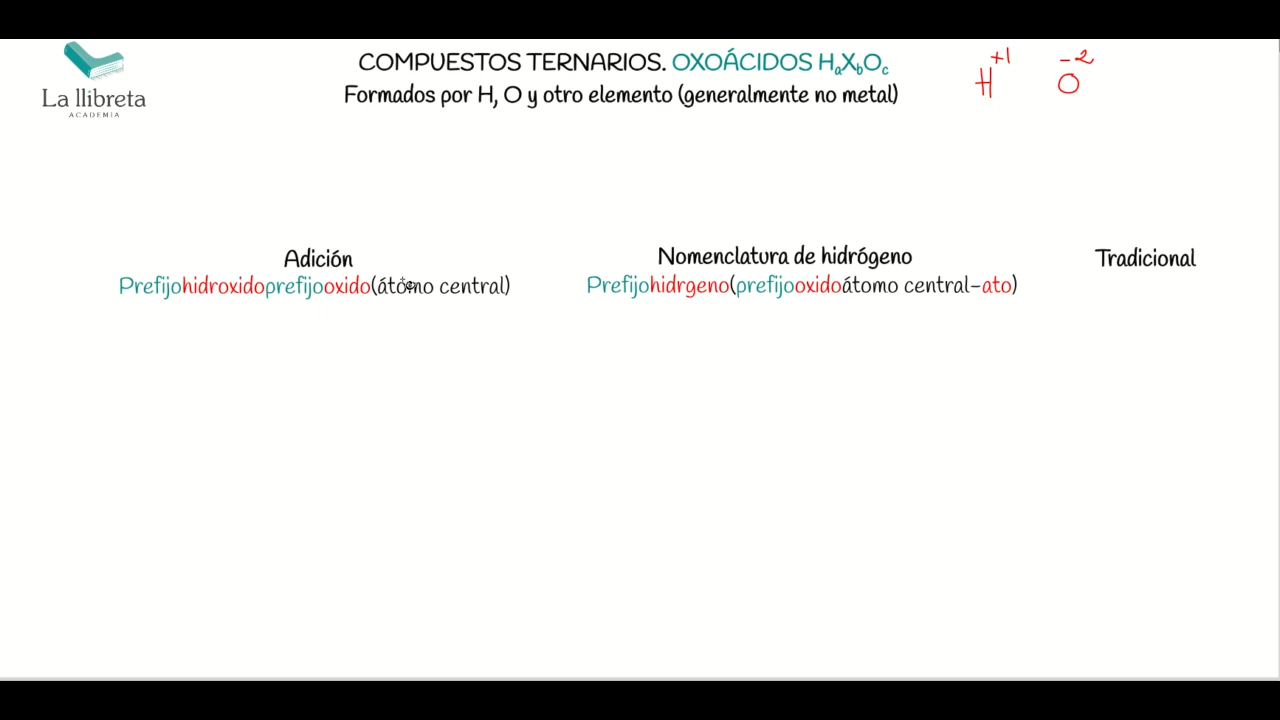 La llibreta
ACADEMIA
COMPUESTOS TERNARIOS. OXOÁCIDOS HaXbOc
Formados por H, O y otro elemento (generalmente no metal)
H+1 O-2
Adición
Prefijohidroxidoprefijooxido(átomo central)
Nomenclatura de hidrógeno
Prefijohidrgeno(prefijooxidoátomo central-ato)
Tradicional